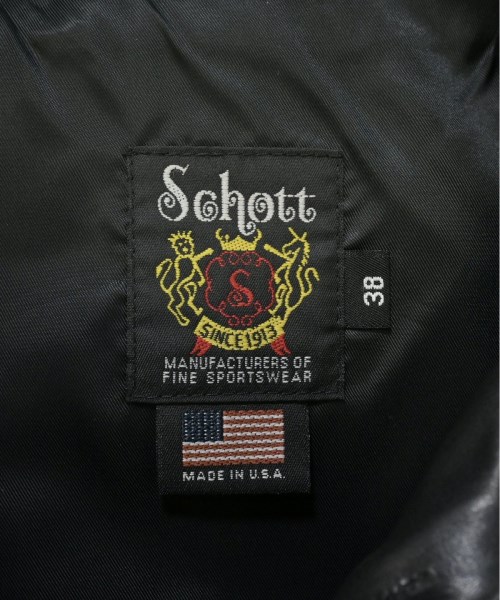 Schott
S
SINCE 1913
MANUFACTURERS OF
FINE SPORTSWEAR
38
MADE IN U.S.A.